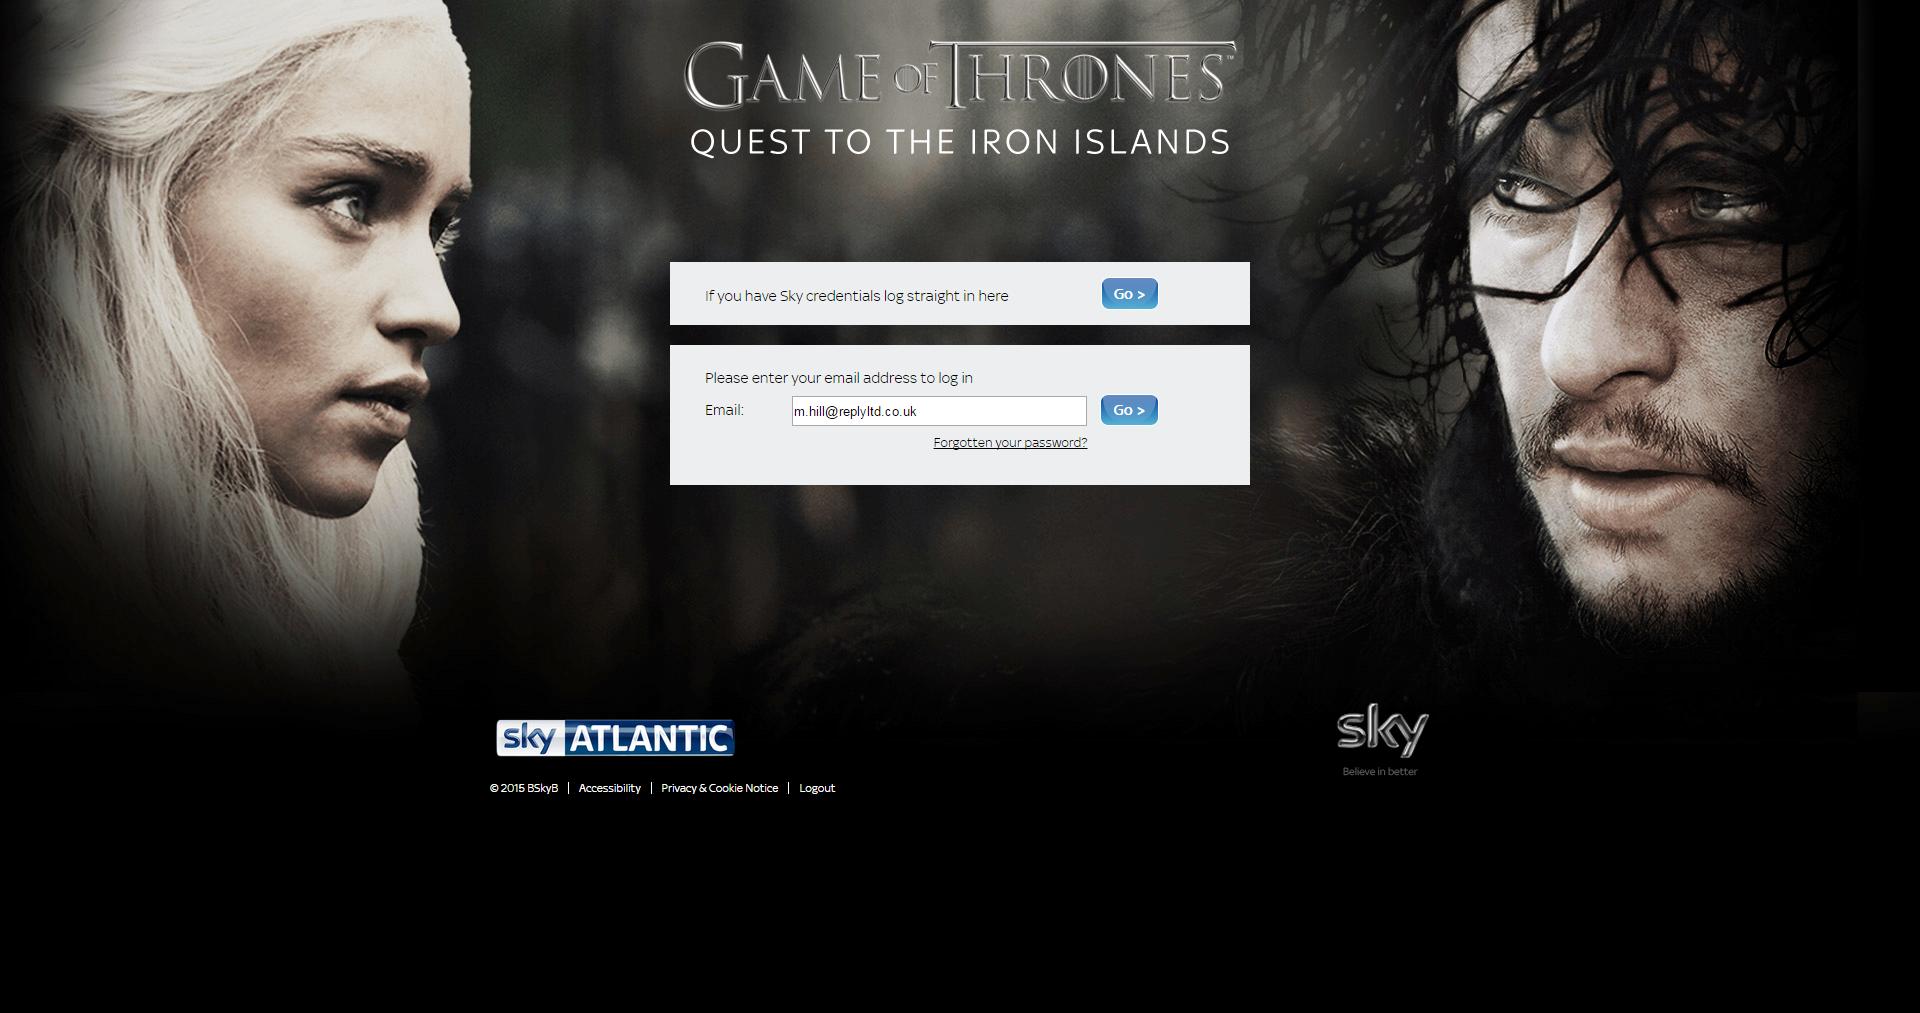 GAME OF THRONES™
QUEST TO THE IRON ISLANDS
If you have Sky credentials log straight in here
Go >
Please enter your email address to log in
Email:
m.hill@replyltd.co.uk
Go >
Forgotten your password?
sky ATLANTIC
sky
Believe in better
© 2015 BSkyB | Accessibility | Privacy & Cookie Notice | Logout